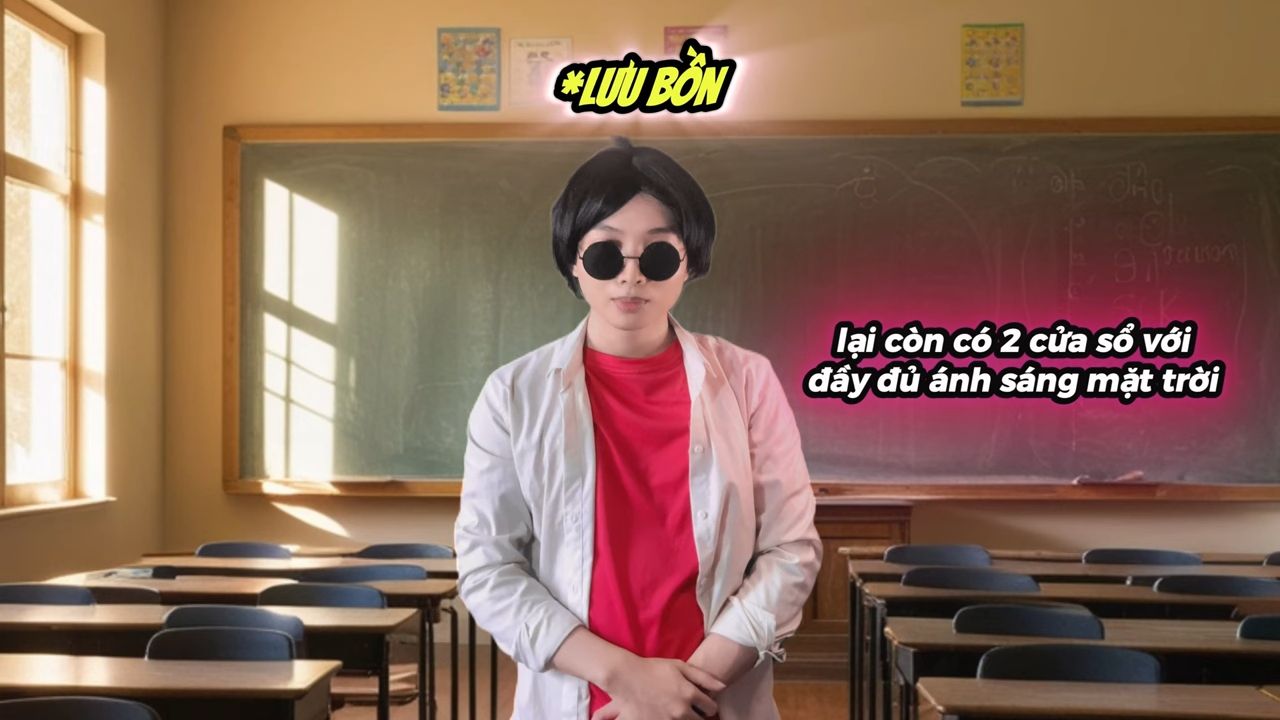 *LƯU BỒN
lại còn có 2 cửa sổ với
đầy đủ ánh sáng mặt trời